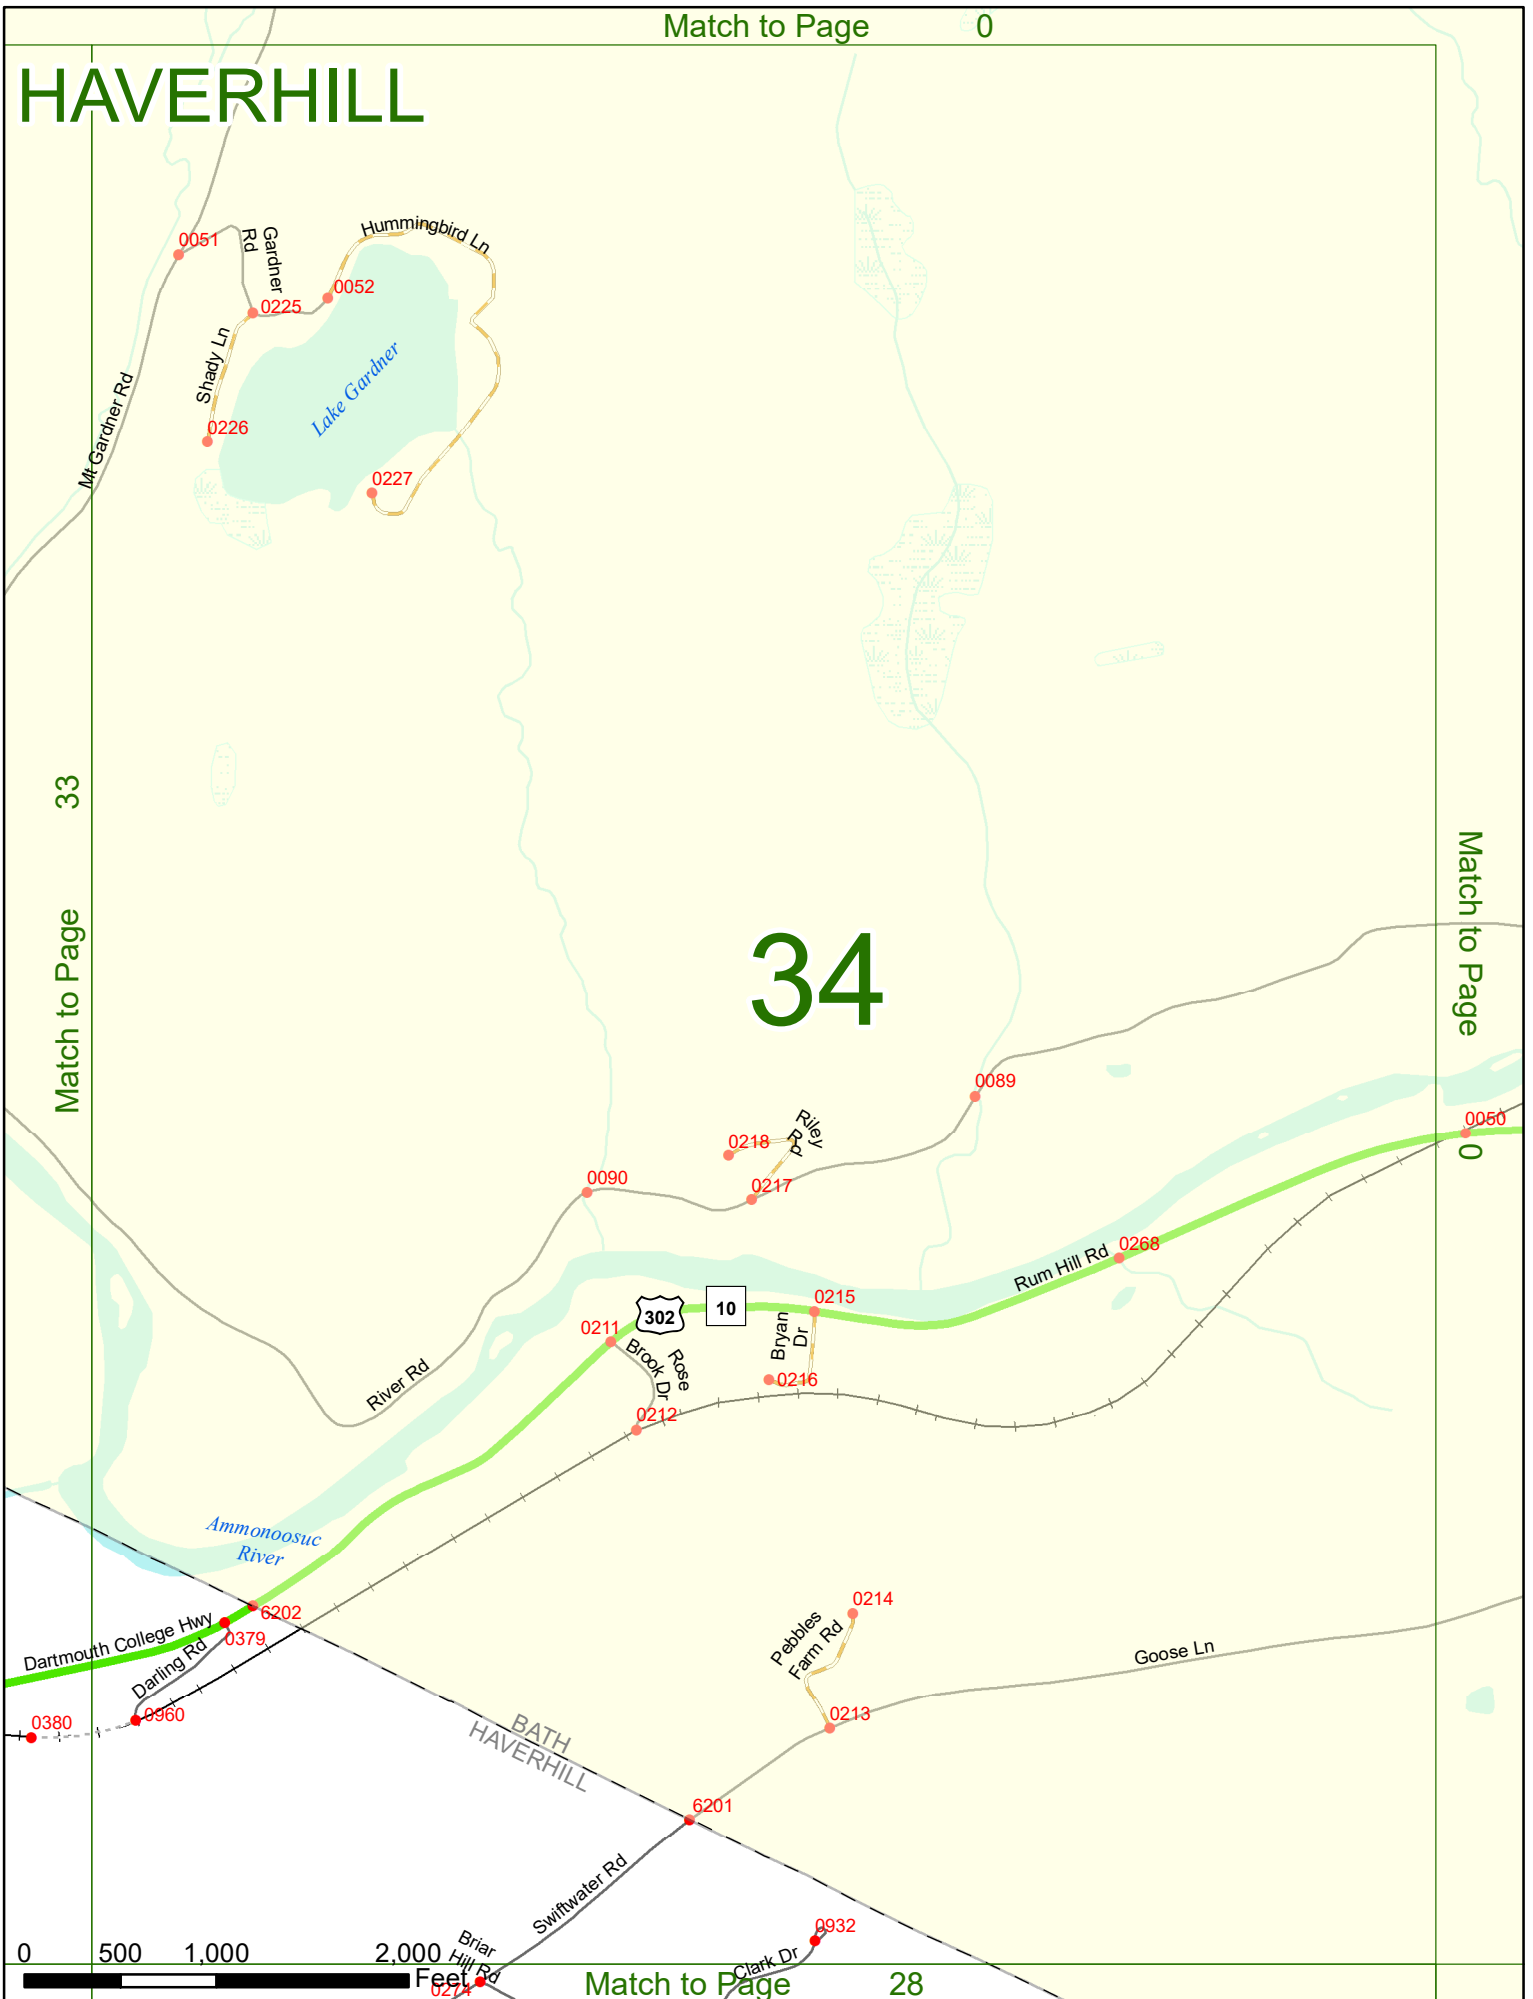 Match to Page 0
HAVERHILL
Hummingbird Ln
0051
Gardner
Rd
0052
0225
Shady Ln
Lake Gardner
Mt Gardner Rd
0226
0227
33
Match to Page
Match to Page
0
34
0089
0050
Riley
Rd
0218
0217
0090
0268
Rum Hill Rd
302
10
0215
0211
Bryan
Dr
Rose
Brook Dr
0216
River Rd
0212
Ammonoosuc
River
6202
0379
Dartmouth College Hwy
Darling Rd
0214
Pebbles
Farm Rd
Goose Ln
0380
0960
0213
BATH
HAVERHILL
6201
Swiftwater Rd
0932
Briar
Hill Rd
Clark Dr
0274
0 500 1,000 2,000
Feet
Match to Page 28